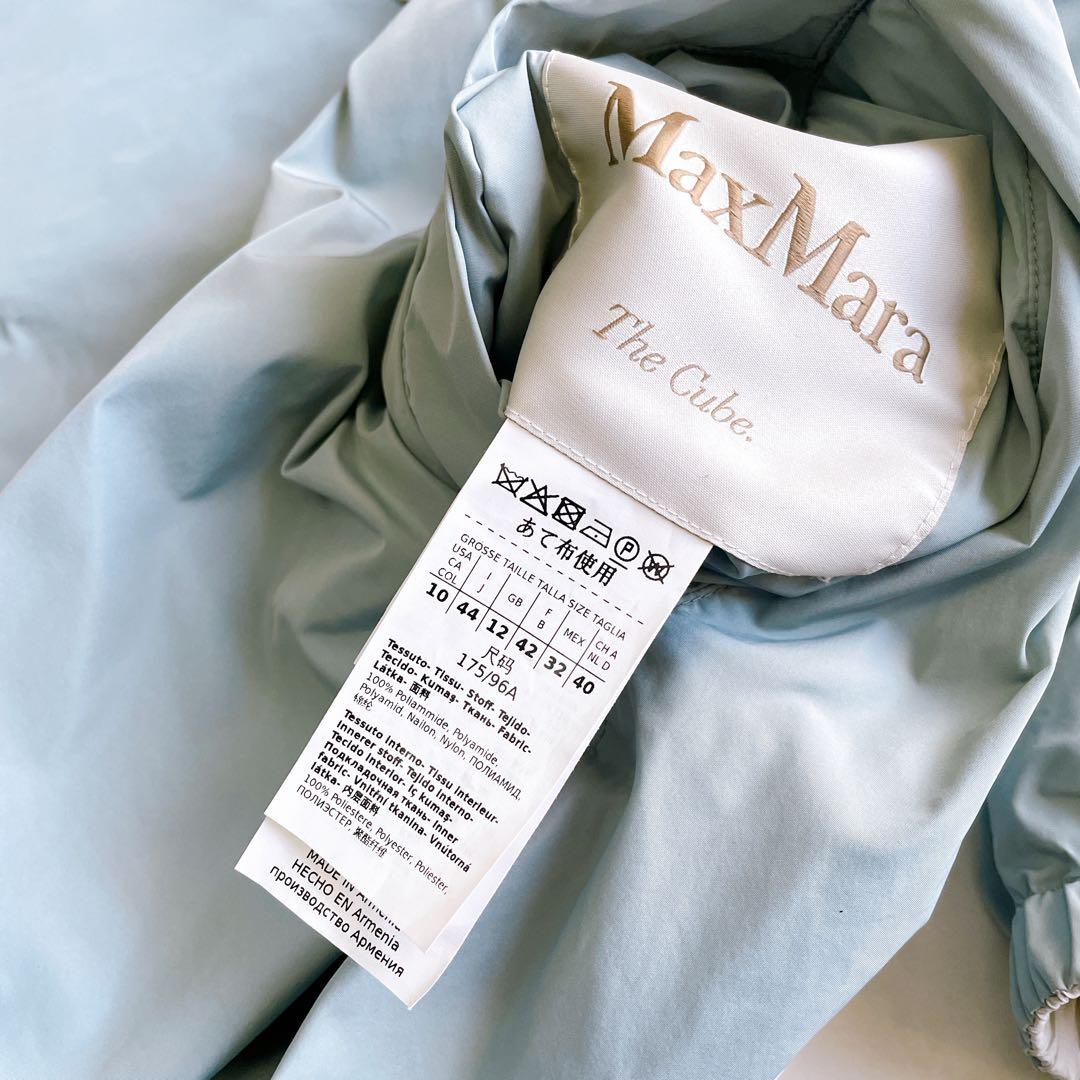 MaxMara
The Cube.
あて布使用
GROSSE TAILLE TALLA SIZE TAGLIA
USA CA COL I J GB F B MEX CH A NL D
10 44 12 42 32 40
尺码
175/96A
Tessuto- Tissu- Stoff- Tejido-
Tecido- Kumaş- Ткань- Fabric-
Látka- 面料
100% Poliammide, Polyamide,
Polyamid, Nailon, Nylon, ПОЛИАМИД,
锦纶
Tessuto interno- Tissu interieur-
Innerer stoff- Tejido interno-
Tecido interior- iç kumaş-
Подкладочная ткань- Inner
fabric- Vnitřní tkanina- Vnútorná
látka- 内层面料
100% Poliestere, Polyester, Poliester,
ПОЛИЭСТЕР, 聚酯纤维
MADE IN Armenia
HECHO EN Armenia
производство Армения